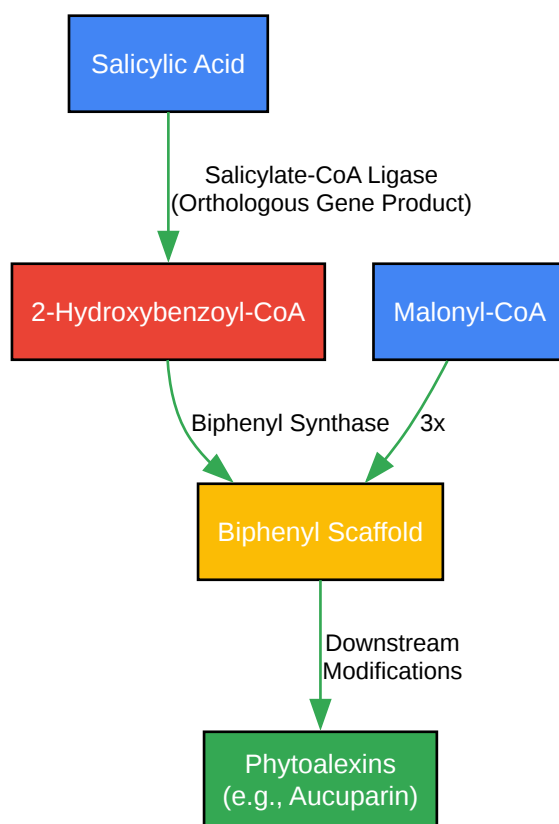 Salicylic Acid
Salicylate-CoA Ligase
(Orthologous Gene Product)
2-Hydroxybenzoyl-CoA
Malonyl-CoA
Biphenyl Synthase
3x
Biphenyl Scaffold
Downstream
Modifications
Phytoalexins
(e.g., Aucuparin)